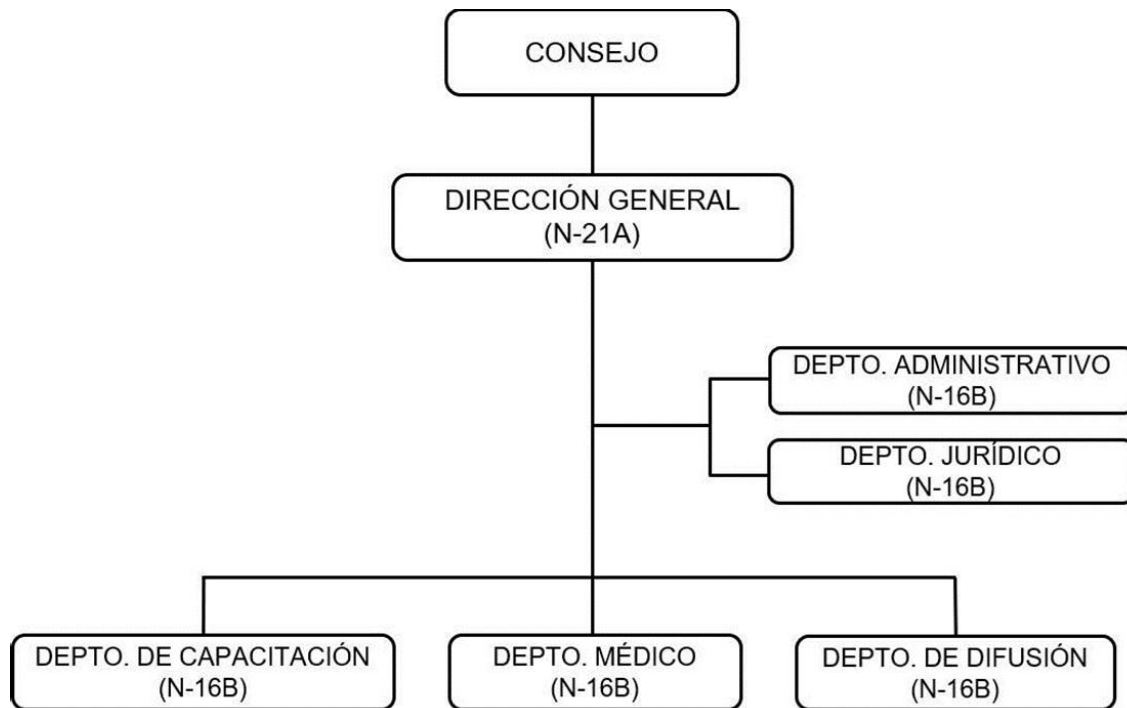 CONSEJO
DIRECCIÓN GENERAL
(N-21A)
DEPTO. ADMINISTRATIVO
(N-16B)
DEPTO. JURÍDICO
(N-16B)
DEPTO. DE CAPACITACIÓN
(N-16B)
DEPTO. MÉDICO
(N-16B)
DEPTO. DE DIFUSIÓN
(N-16B)